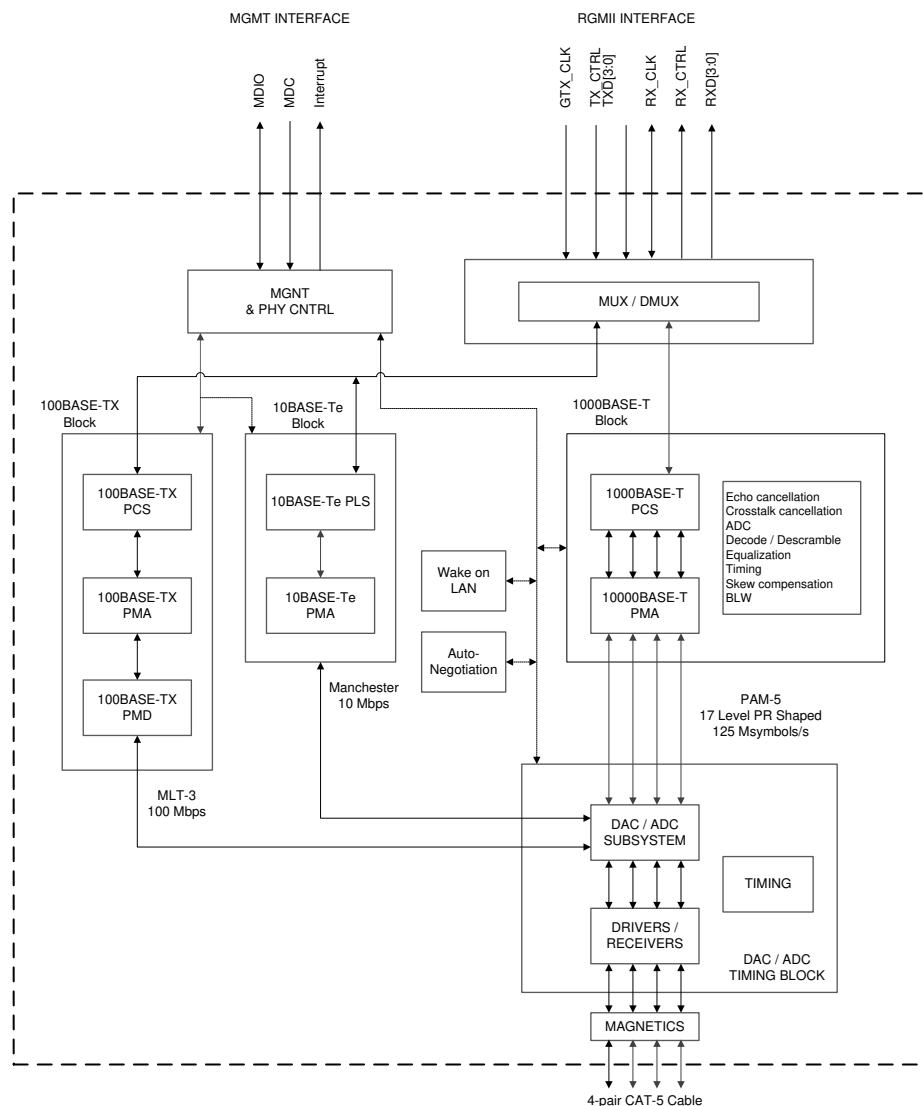 MGMT INTERFACE
RGMII INTERFACE
MDIO
MDC
Interrupt
GTX_CLK
TX_CTRL
TXD[3:0]
RX_CLK
RX_CTRL
RXD[3:0]
MGNT
& PHY CNTRL
MUX / DMUX
100BASE-TX
Block
10BASE-Te
Block
1000BASE-T
Block
100BASE-TX
PCS
100BASE-TX
PMA
100BASE-TX
PMD
10BASE-Te PLS
10BASE-Te
PMA
1000BASE-T
PCS
10000BASE-T
PMA
Echo cancellation
Crosstalk cancellation
ADC
Decode / Descramble
Equalization
Timing
Skew compensation
BLW
Wake on
LAN
Auto-
Negotiation
Manchester
10 Mbps
PAM-5
17 Level PR Shaped
125 Msymbols/s
MLT-3
100 Mbps
DAC / ADC
SUBSYSTEM
TIMING
DRIVERS /
RECEIVERS
DAC / ADC
TIMING BLOCK
MAGNETICS
4-pair CAT-5 Cable